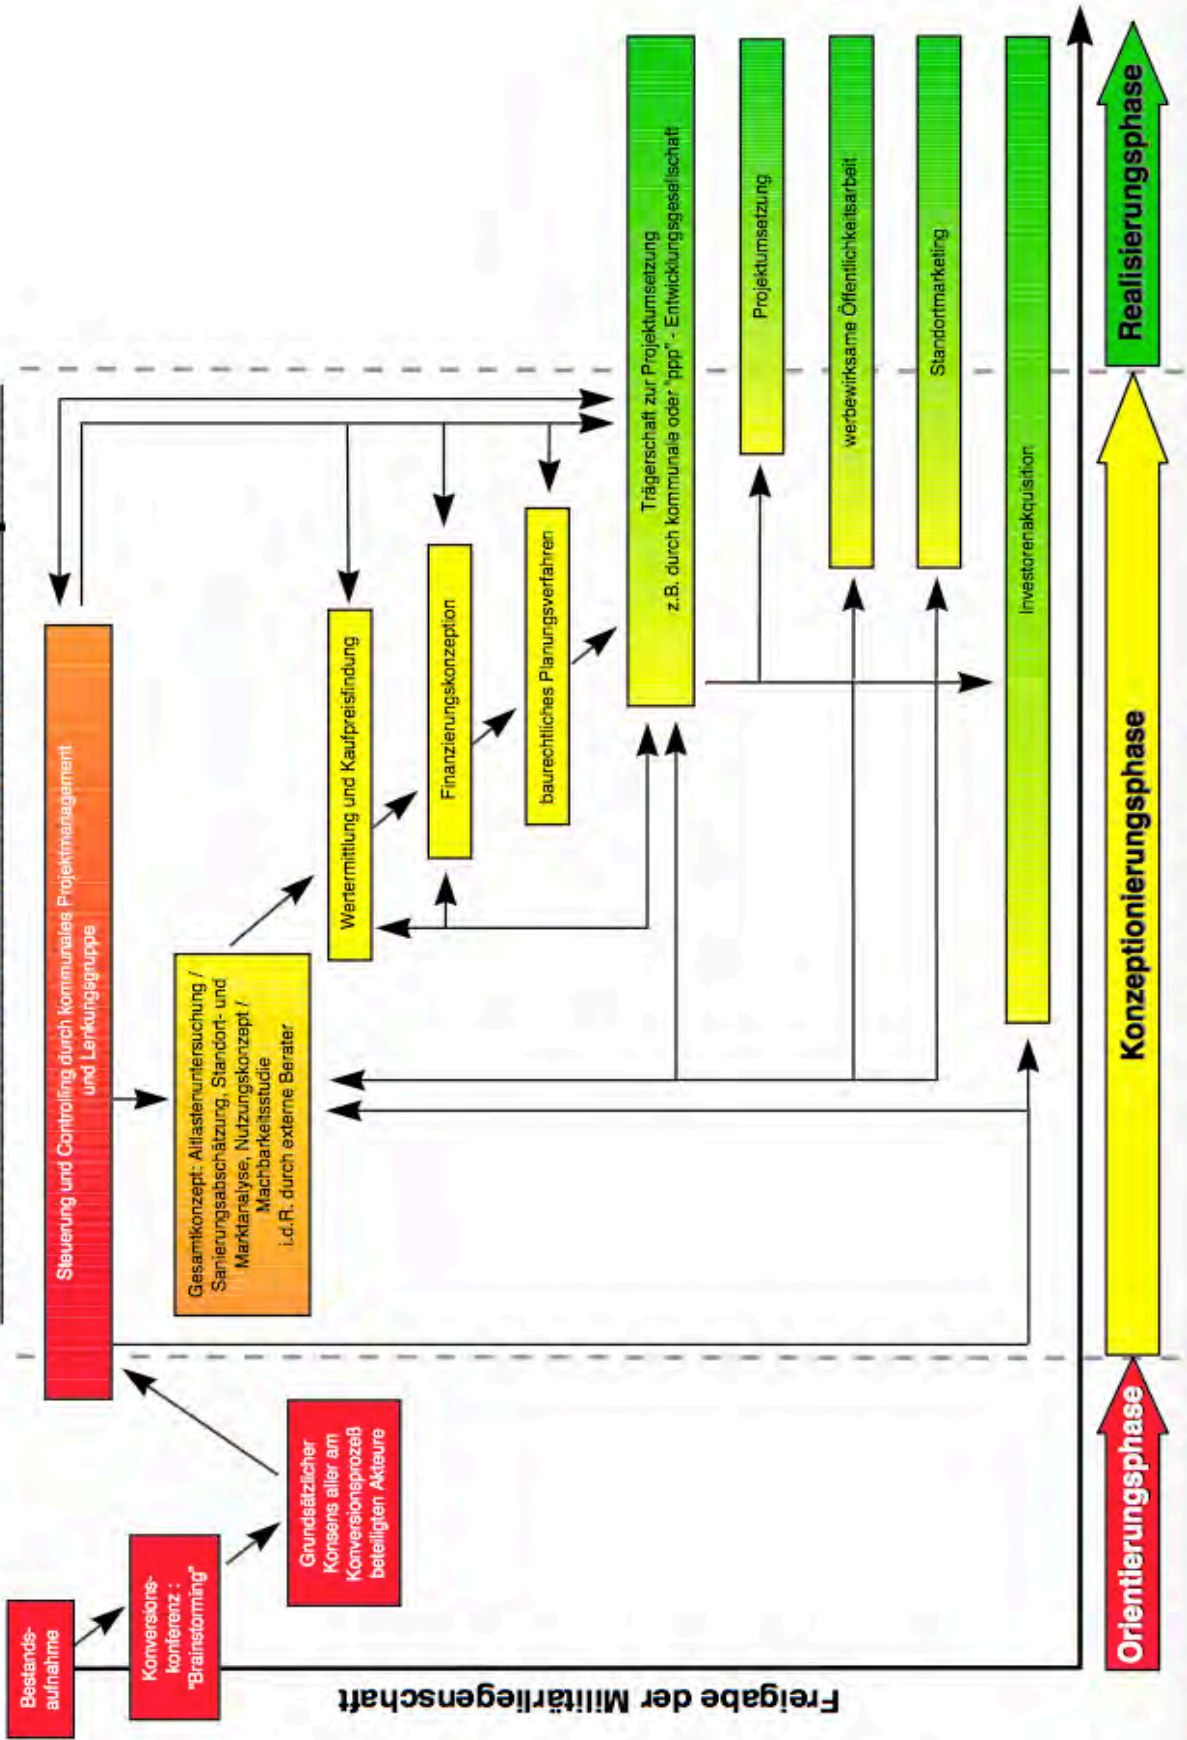 Bestands-
aufnahme
Konversions-
konferenz :
"Brainstorming"
Grundsätzlicher
Konsens aller am
Konversionsprozeß
beteiligten Akteure
Steuerung und Controlling durch kommunales Projektmanagement
und Lenkungsgruppe
Gesamtkonzept: Altlastenuntersuchung /
Sanierungsabschätzung, Standort- und
Marktanalyse, Nutzungskonzept /
Machbarkeitsstudie
i.d.R. durch externe Berater
Wertermittlung und Kaufpreisfindung
Finanzierungskonzeption
baurechtliches Planungsverfahren
Trägerschaft zur Projektumsetzung
z.B. durch kommunale oder "ppp" - Entwicklungsgesellschaft
Projektumsetzung
werbewirksame Öffentlichkeitsarbeit
Standortmarketing
Investorenakquisition
Freigabe der Militärliegenschaft
Orientierungsphase
Konzeptionierungsphase
Realisierungsphase